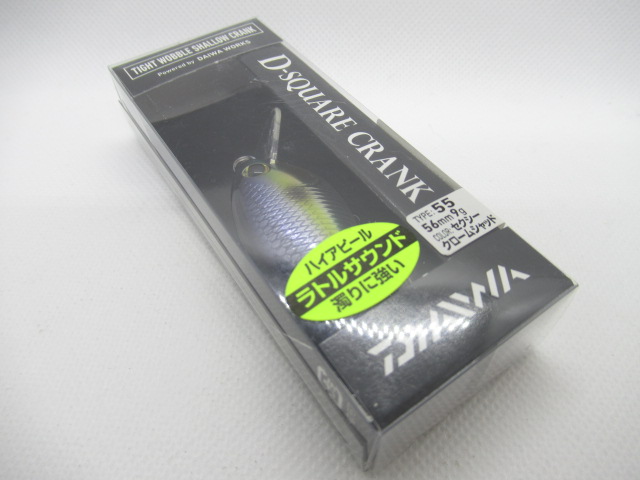 TIGHT WOBBLE SHALLOW CRANK
Powered by DAIWA WORKS
D-SQUARE CRANK
TYPE: 55
56mm 9g
COLOR: セクシー
クロームシャッド
ハイアピール
ラトルサウンド
濁りに強い
DAIWA